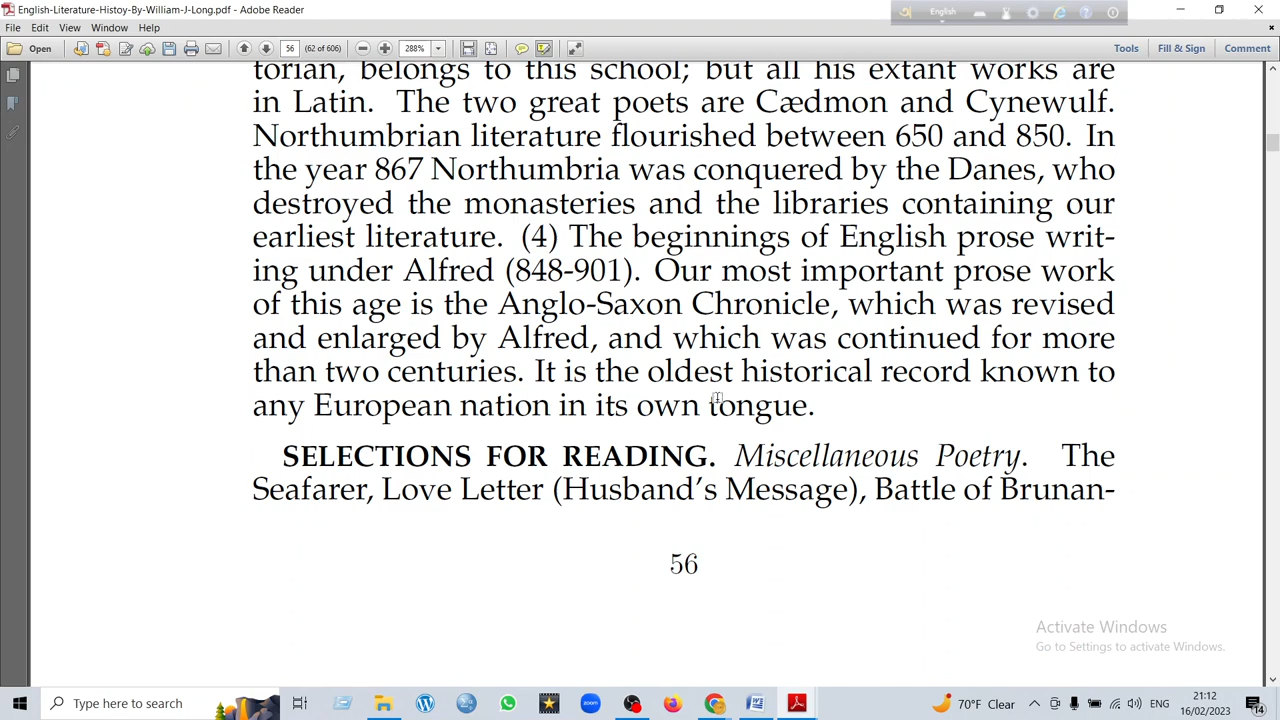 English-Literature-Histoy-By-William-J-Long.pdf - Adobe Reader
English
File Edit View Window Help
Open 56 (62 of 606) 288% Tools Fill & Sign Comment
torian, belongs to this school; but all his extant works are
in Latin. The two great poets are Cædmon and Cynewulf.
Northumbrian literature flourished between 650 and 850. In
the year 867 Northumbria was conquered by the Danes, who
destroyed the monasteries and the libraries containing our
earliest literature. (4) The beginnings of English prose writ-
ing under Alfred (848-901). Our most important prose work
of this age is the Anglo-Saxon Chronicle, which was revised
and enlarged by Alfred, and which was continued for more
than two centuries. It is the oldest historical record known to
any European nation in its own tongue.
SELECTIONS FOR READING. Miscellaneous Poetry. The
Seafarer, Love Letter (Husband's Message), Battle of Brunan-
56
Activate Windows
Go to Settings to activate Windows.
Type here to search
zoom
70°F Clear
ENG
21:12
16/02/2023
14